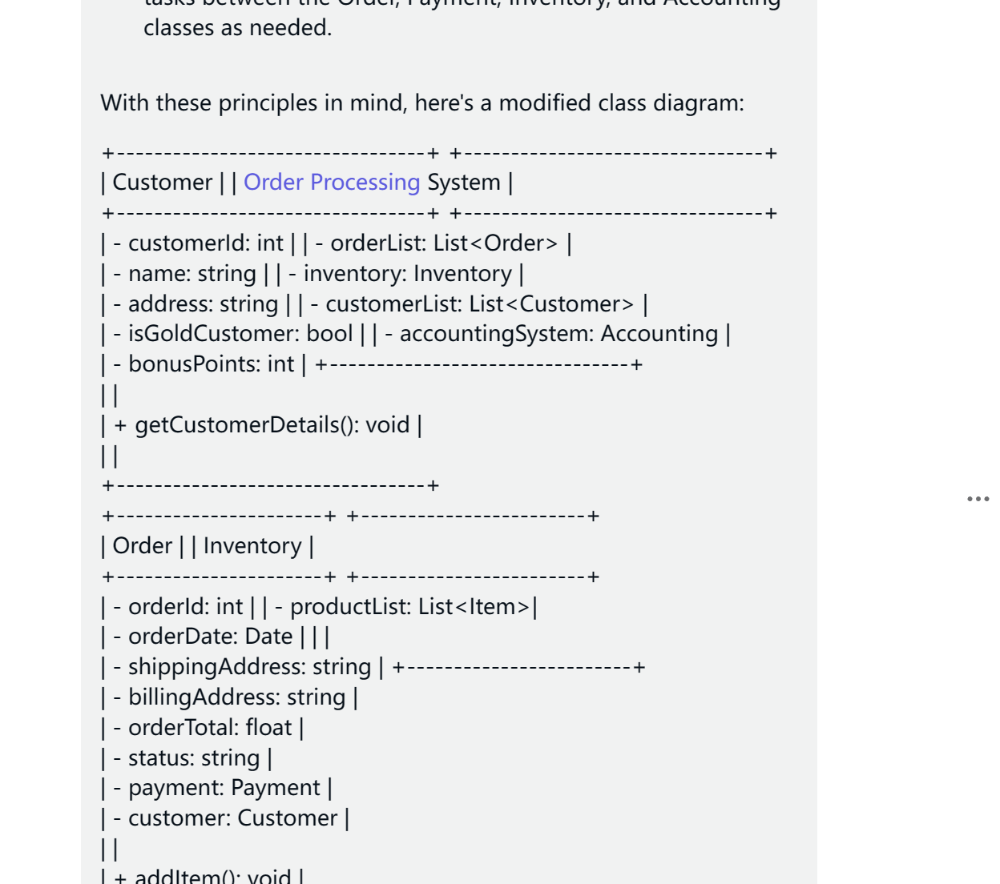 tasks between the Order, Payment, Inventory, and Accounting
classes as needed.
With these principles in mind, here's a modified class diagram:
+---------------------------------+ +--------------------------------+
| Customer | | Order Processing System |
+---------------------------------+ +--------------------------------+
| - customerId: int | | - orderList: List<Order> |
| - name: string | | - inventory: Inventory |
| - address: string | | - customerList: List<Customer> |
| - isGoldCustomer: bool | | - accountingSystem: Accounting |
| - bonusPoints: int | +--------------------------------+
| |
| + getCustomerDetails(): void |
| |
+---------------------------------+
+----------------------+ +------------------------+
| Order | | Inventory |
+----------------------+ +------------------------+
| - orderId: int | | - productList: List<Item>|
| - orderDate: Date | | |
| - shippingAddress: string | +------------------------+
| - billingAddress: string |
| - orderTotal: float |
| - status: string |
| - payment: Payment |
| - customer: Customer |
| |
| + addItem(): void |